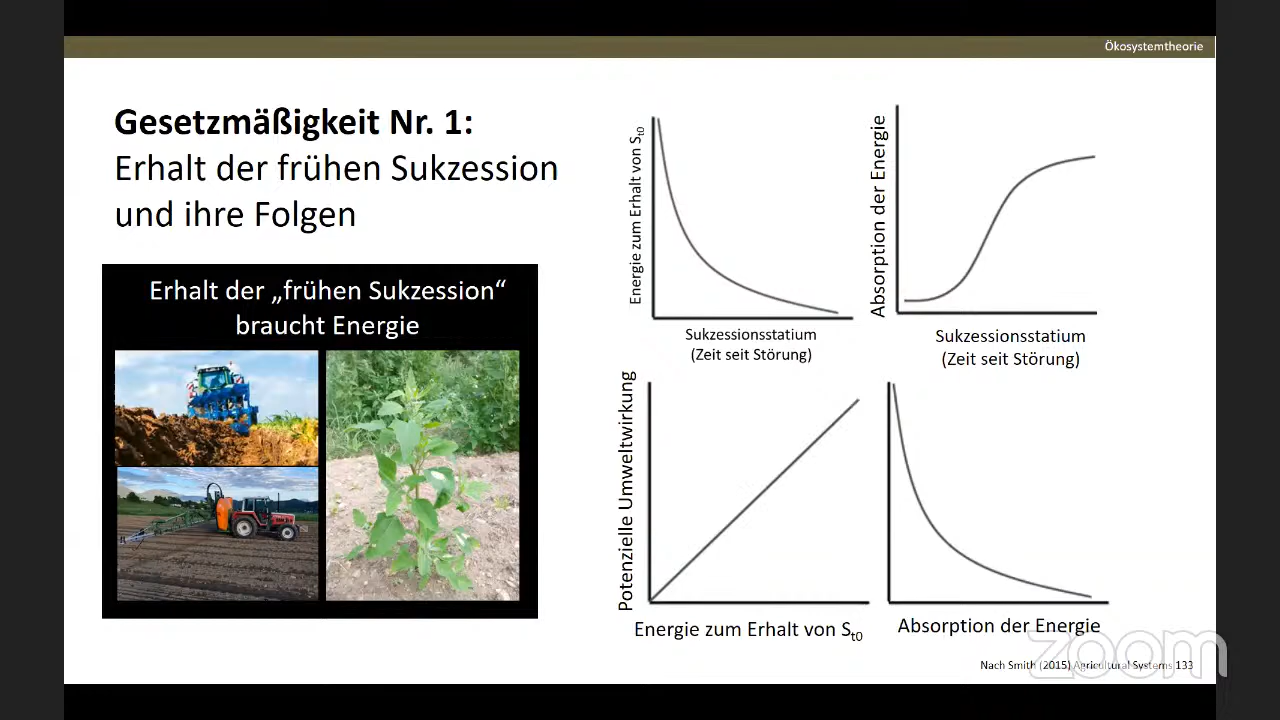 Ökosystemtheorie
Gesetzmäßigkeit Nr. 1:
Erhalt der frühen Sukzession
und ihre Folgen
Erhalt der „frühen Sukzession“
braucht Energie
Energie zum Erhalt von St0
Sukzessionsstatium
(Zeit seit Störung)
Absorption der Energie
Sukzessionsstatium
(Zeit seit Störung)
Potenzielle Umweltwirkung
Energie zum Erhalt von St0
Absorption der Energie
Nach Smith (2015) Agricultural Systems 133
zoom